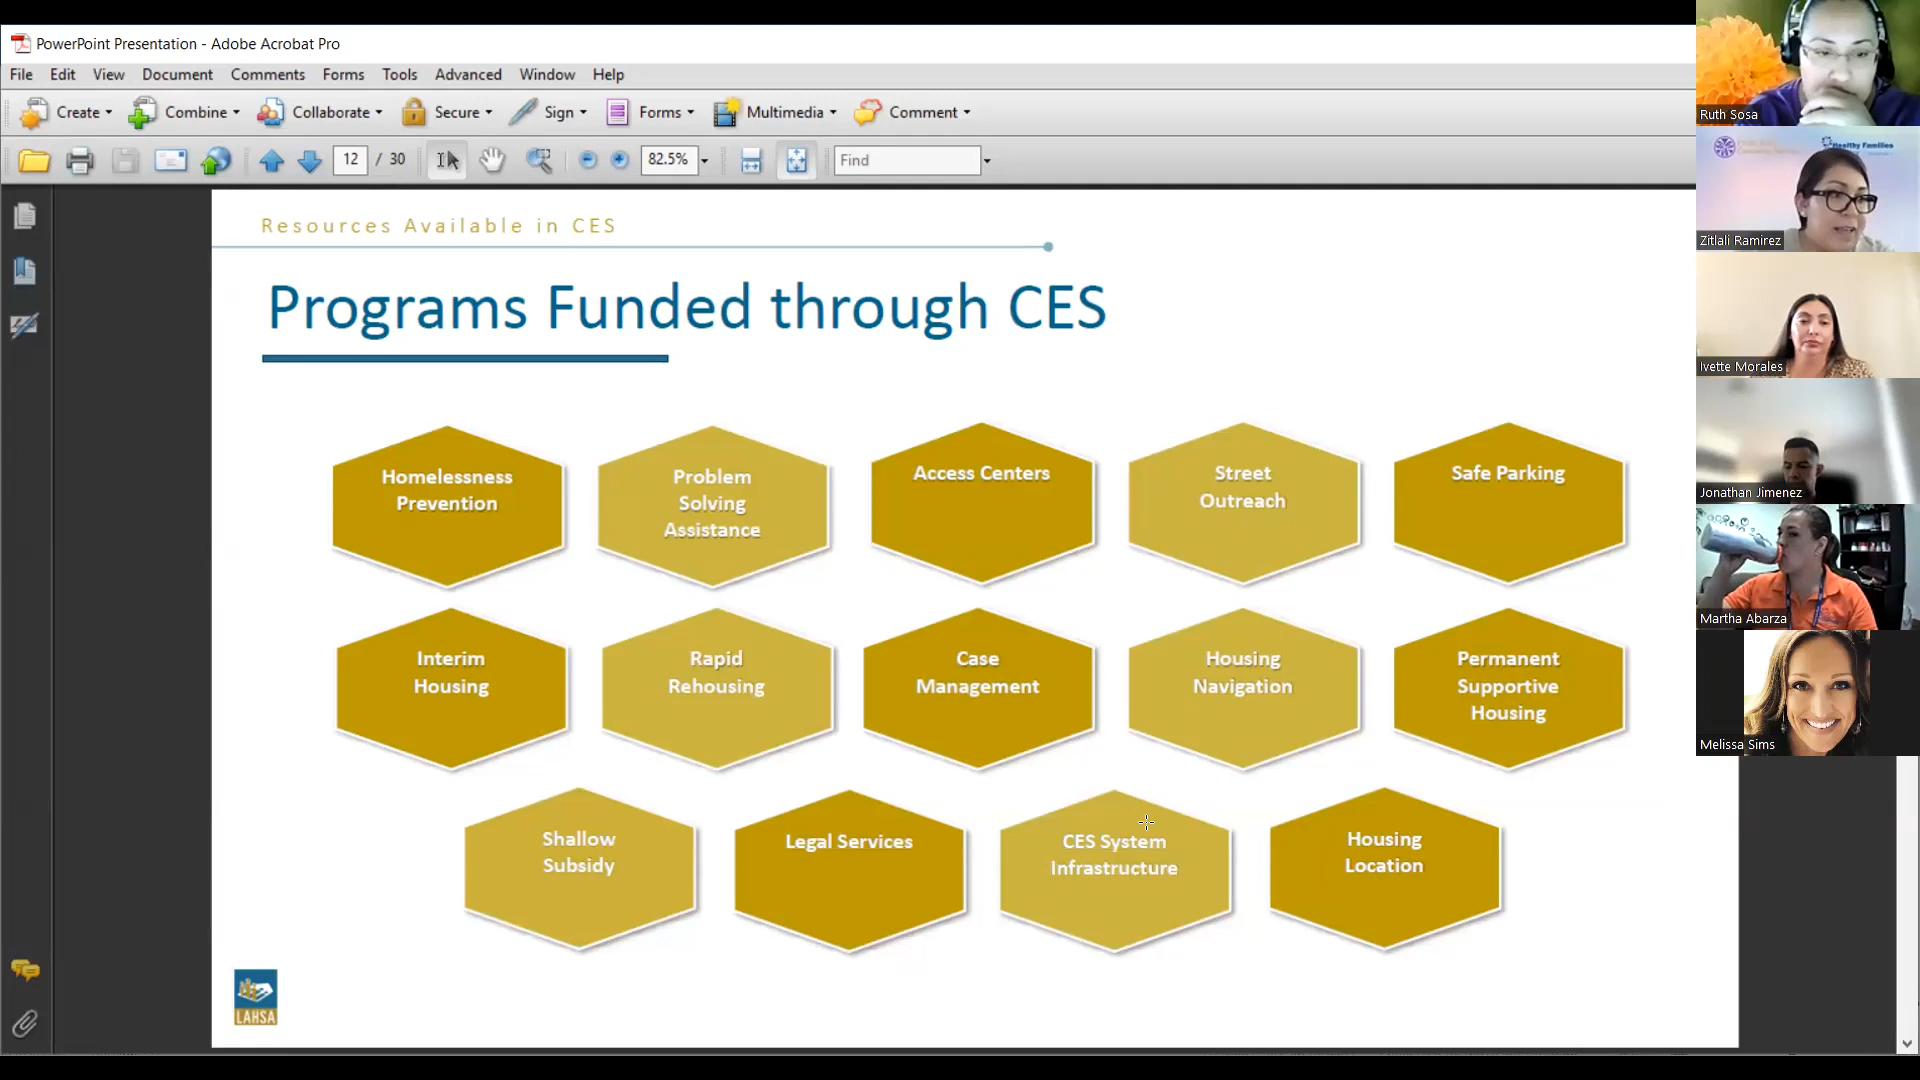 PowerPoint Presentation - Adobe Acrobat Pro
File Edit View Document Comments Forms Tools Advanced Window Help
Create Combine Collaborate Secure Sign Forms Multimedia Comment
12 / 30 82.5% Find
Resources Available in CES
Programs Funded through CES
Homelessness
Prevention
Problem
Solving
Assistance
Access Centers
Street
Outreach
Safe Parking
Interim
Housing
Rapid
Rehousing
Case
Management
Housing
Navigation
Permanent
Supportive
Housing
Shallow
Subsidy
Legal Services
CES System
Infrastructure
Housing
Location
LAHSA
Ruth Sosa
Healthy Families
Zitlali Ramirez
Ivette Morales
Jonathan Jimenez
Martha Abarza
Melissa Sims